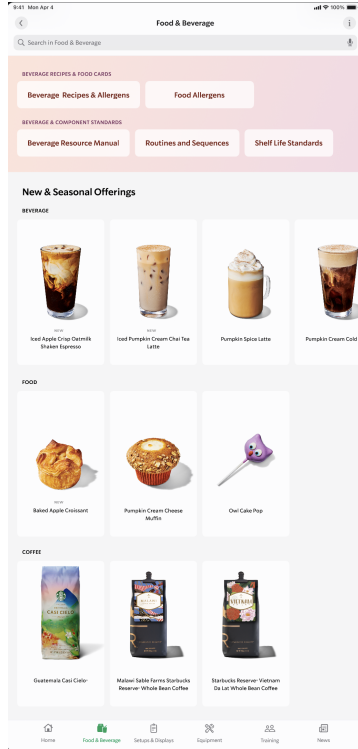 9:41 Mon Apr 4
100%
Food & Beverage
Search in Food & Beverage
BEVERAGE RECIPES & FOOD CARDS
Beverage Recipes & Allergens
Food Allergens
BEVERAGE & COMPONENT STANDARDS
Beverage Resource Manual
Routines and Sequences
Shelf Life Standards
New & Seasonal Offerings
BEVERAGE
NEW
Iced Apple Crisp Oatmilk
Shaken Espresso
NEW
Iced Pumpkin Cream Chai Tea
Latte
Pumpkin Spice Latte
Pumpkin Cream Cold
FOOD
NEW
Baked Apple Croissant
Pumpkin Cream Cheese
Muffin
Owl Cake Pop
COFFEE
CASI CIELO
MALAWI
VIETNAM
Guatemala Casi Cielo-
Malawi Sable Farms Starbucks
Reserve- Whole Bean Coffee
Starbucks Reserve- Vietnam
Da Lat Whole Bean Coffee
Home
Food & Beverage
Setups & Displays
Equipment
Training
News